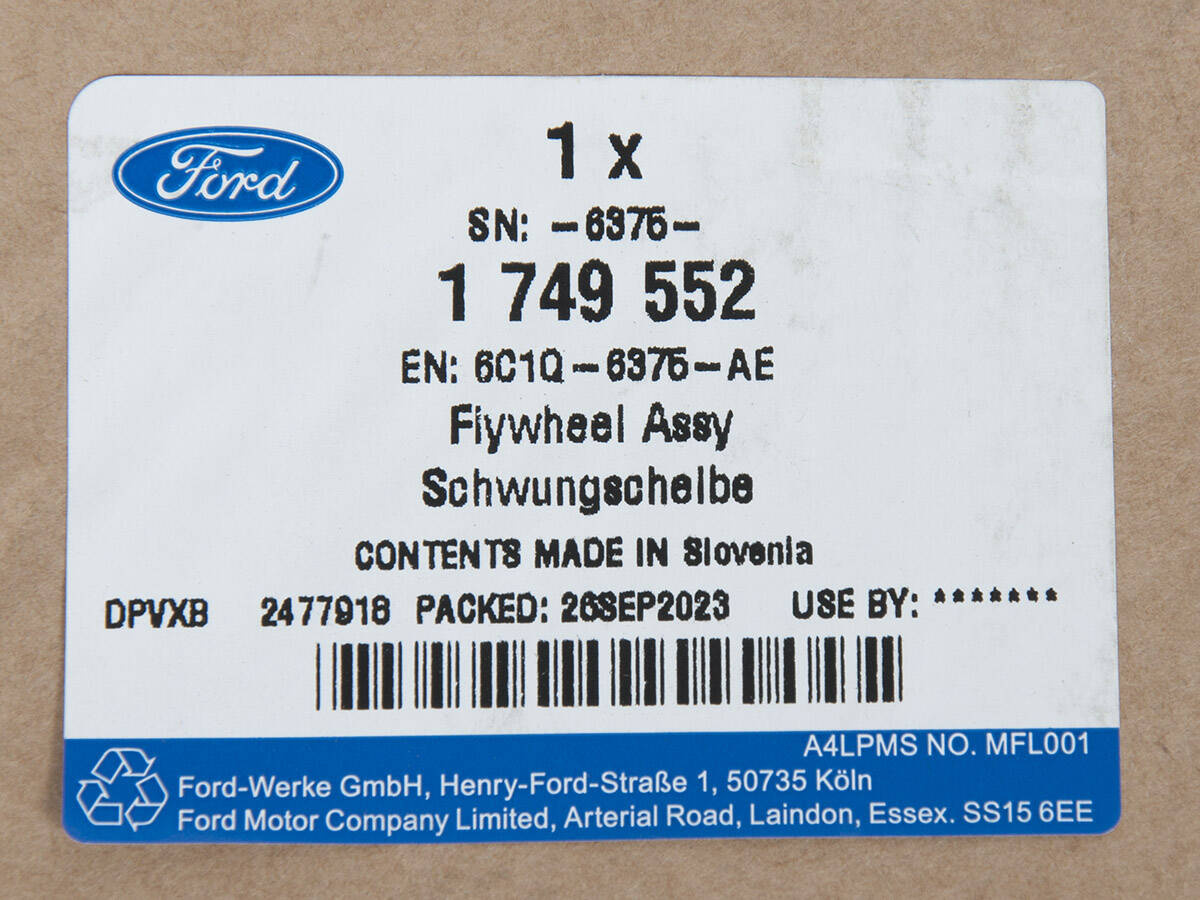 Ford
1 x
SN: -6375-
1 749 552
EN: 6C1Q-6375-AE
Flywheel Assy
Schwungscheibe
CONTENTS MADE IN Slovenia
DPVXB 2477918 PACKED: 26SEP2023 USE BY: *******
A4LPMS NO. MFL001
Ford-Werke GmbH, Henry-Ford-Straße 1, 50735 Köln
Ford Motor Company Limited, Arterial Road, Laindon, Essex. SS15 6EE